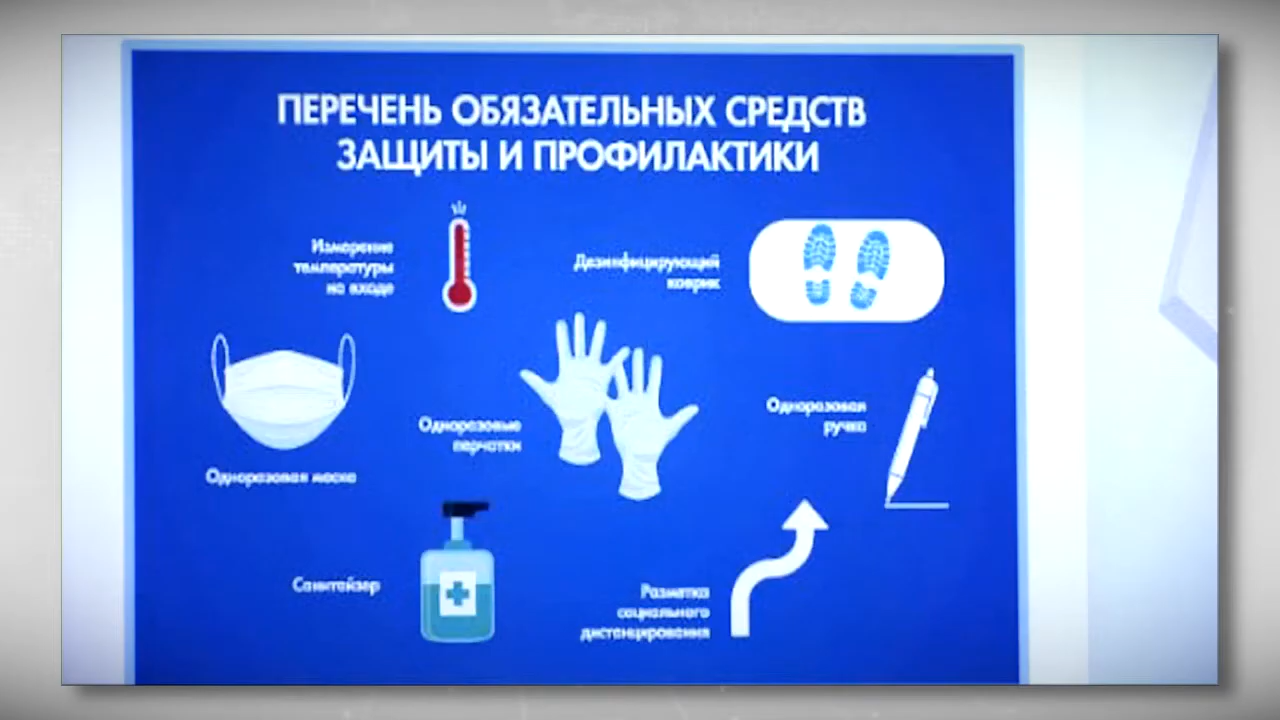 ПЕРЕЧЕНЬ ОБЯЗАТЕЛЬНЫХ СРЕДСТВ
ЗАЩИТЫ И ПРОФИЛАКТИКИ
Измерение
температуры
на входе
Дезинфицирующий
коврик
Одноразовая маска
Одноразовые
перчатки
Одноразовая
ручка
Санитайзер
Разметка
социального
дистанцирования